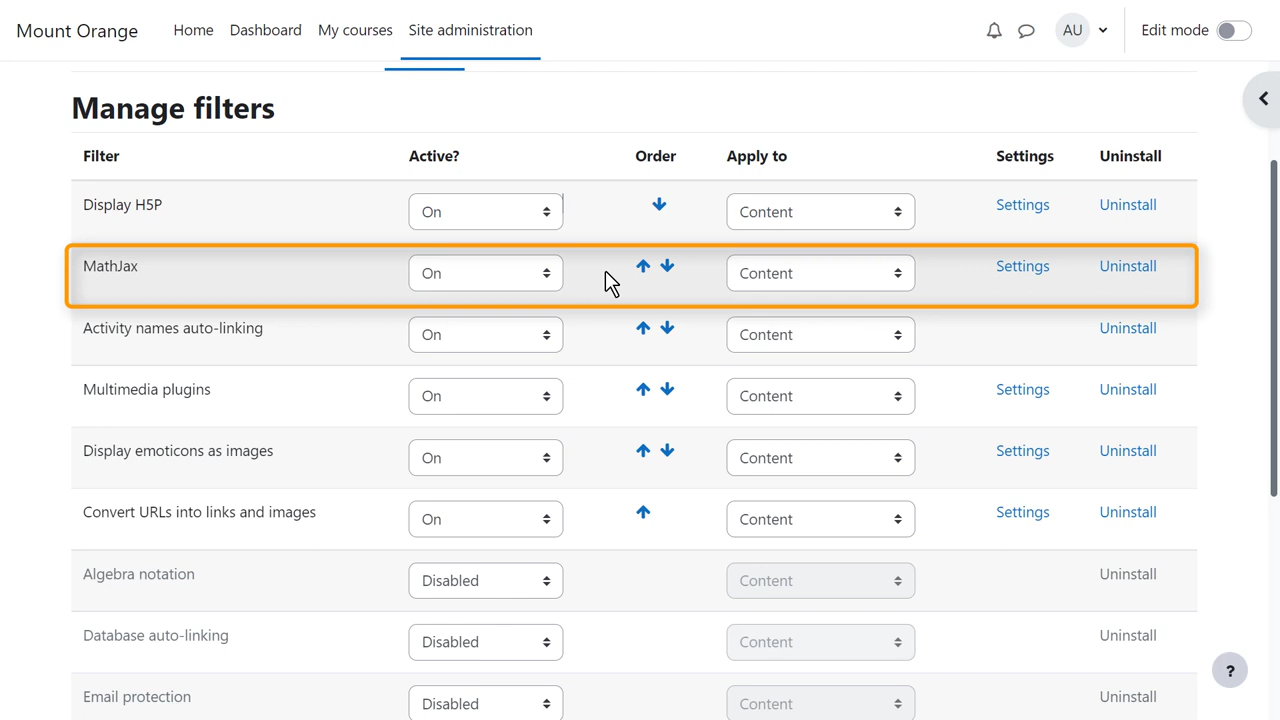 Mount Orange Home Dashboard My courses Site administration AU Edit mode
Manage filters
Filter Active? Order Apply to Settings Uninstall
Display H5P On Content Settings Uninstall
MathJax On Content Settings Uninstall
Activity names auto-linking On Content Uninstall
Multimedia plugins On Content Settings Uninstall
Display emoticons as images On Content Settings Uninstall
Convert URLs into links and images On Content Settings Uninstall
Algebra notation Disabled Content Uninstall
Database auto-linking Disabled Content Uninstall
Email protection Disabled Content Uninstall
?